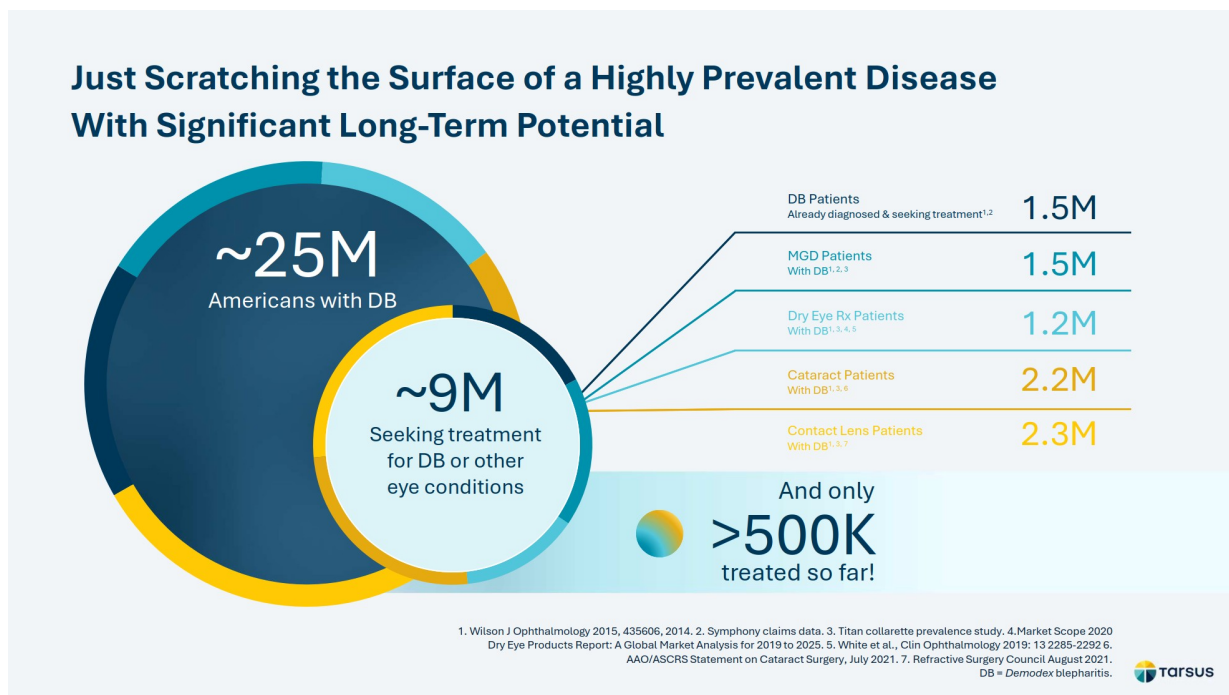 Just Scratching the Surface of a Highly Prevalent Disease
With Significant Long-Term Potential
~25M
Americans with DB
~9M
Seeking treatment
for DB or other
eye conditions
DB Patients
Already diagnosed & seeking treatment1,2
1.5M
MGD Patients
With DB1, 2, 3
1.5M
Dry Eye Rx Patients
With DB1, 3, 4, 5
1.2M
Cataract Patients
With DB1, 3, 6
2.2M
Contact Lens Patients
With DB1, 3, 7
2.3M
And only
>500K
treated so far!
1. Wilson J Ophthalmology 2015, 435606, 2014. 2. Symphony claims data. 3. Titan collarette prevalence study. 4.Market Scope 2020
Dry Eye Products Report: A Global Market Analysis for 2019 to 2025. 5. White et al., Clin Ophthalmology 2019: 13 2285-2292 6.
AAO/ASCRS Statement on Cataract Surgery, July 2021. 7. Refractive Surgery Council August 2021.
DB = Demodex blepharitis.
Tarsus